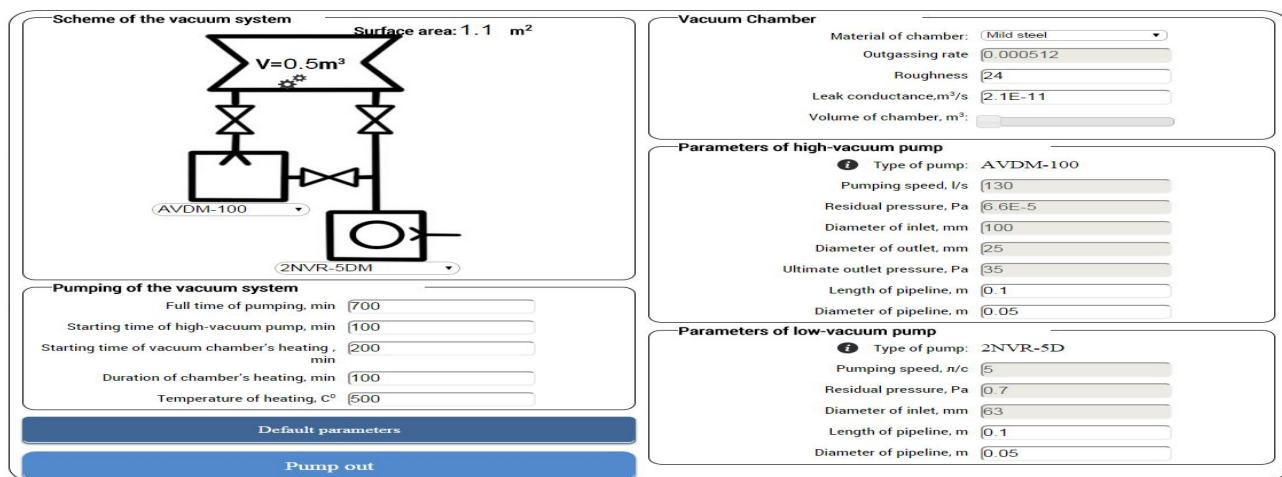 Scheme of the vacuum system
Surface area: 1.1 m²
V=0.5m³
AVDM-100
2NVR-5DM
Pumping of the vacuum system
Full time of pumping, min 700
Starting time of high-vacuum pump, min 100
Starting time of vacuum chamber's heating , 200
min
Duration of chamber's heating, min 100
Temperature of heating, Cº 500
Default parameters
Pump out
Vacuum Chamber
Material of chamber: Mild steel
Outgassing rate 0.000512
Roughness 24
Leak conductance,m³/s 2.1E-11
Volume of chamber, m³:
Parameters of high-vacuum pump
i Type of pump: AVDM-100
Pumping speed, l/s 130
Residual pressure, Pa 6.6E-5
Diameter of inlet, mm 100
Diameter of outlet, mm 25
Ultimate outlet pressure, Pa 35
Length of pipeline, m 0.1
Diameter of pipeline, m 0.05
Parameters of low-vacuum pump
i Type of pump: 2NVR-5D
Pumping speed, л/с 5
Residual pressure, Pa 0.7
Diameter of inlet, mm 63
Length of pipeline, m 0.1
Diameter of pipeline, m 0.05